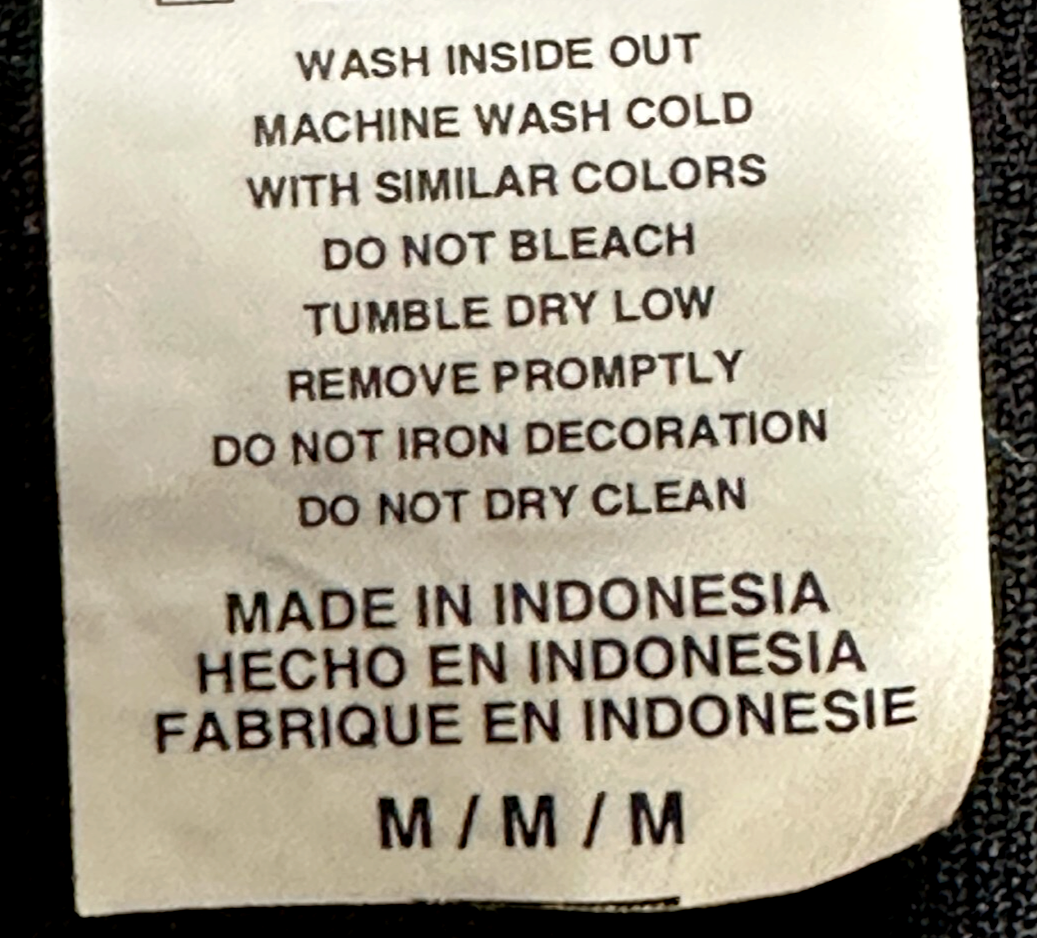 WASH INSIDE OUT
MACHINE WASH COLD
WITH SIMILAR COLORS
DO NOT BLEACH
TUMBLE DRY LOW
REMOVE PROMPTLY
DO NOT IRON DECORATION
DO NOT DRY CLEAN
MADE IN INDONESIA
HECHO EN INDONESIA
FABRIQUE EN INDONESIE
M / M / M